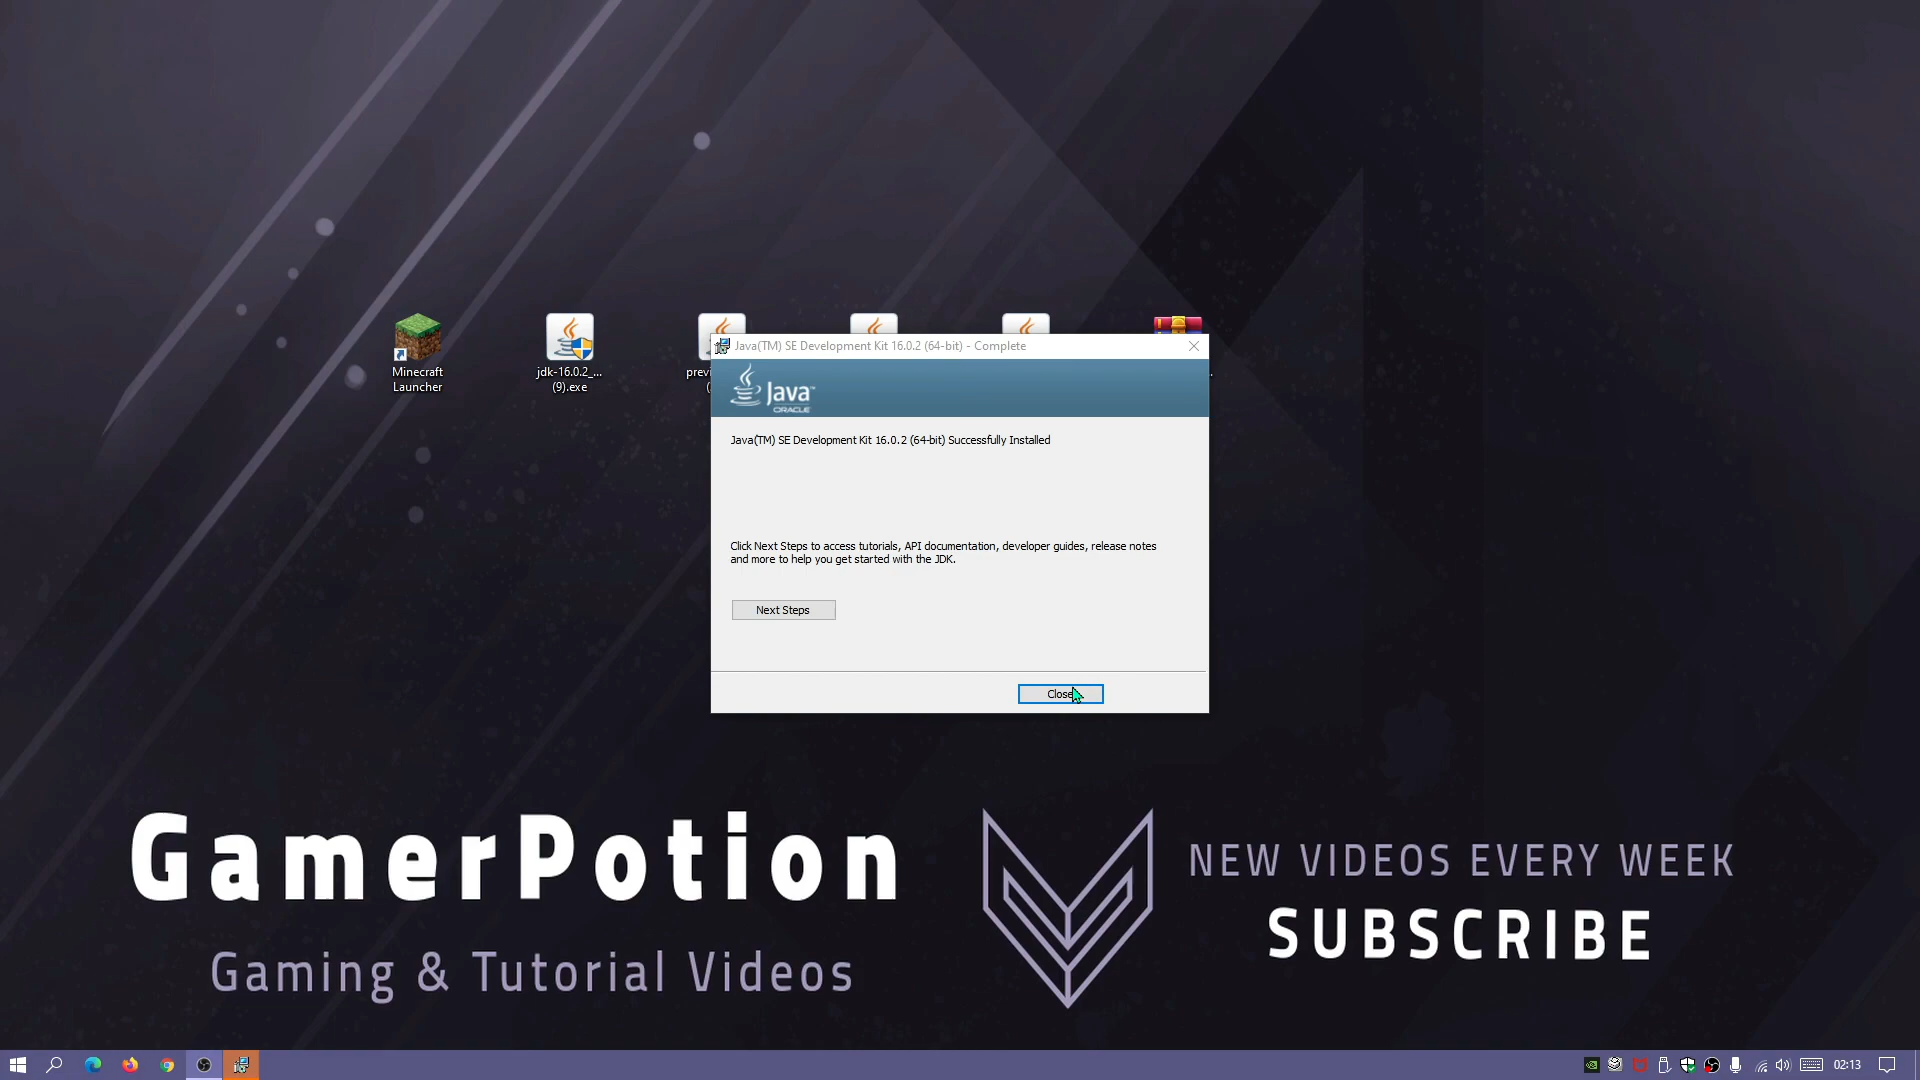 Minecraft
Launcher
jdk-16.0.2_...
(9).exe
previ
(
Java(TM) SE Development Kit 16.0.2 (64-bit) - Complete
Java™
ORACLE
Java(TM) SE Development Kit 16.0.2 (64-bit) Successfully Installed
Click Next Steps to access tutorials, API documentation, developer guides, release notes
and more to help you get started with the JDK.
Next Steps
Close
GamerPotion
Gaming & Tutorial Videos
NEW VIDEOS EVERY WEEK
SUBSCRIBE
02:13